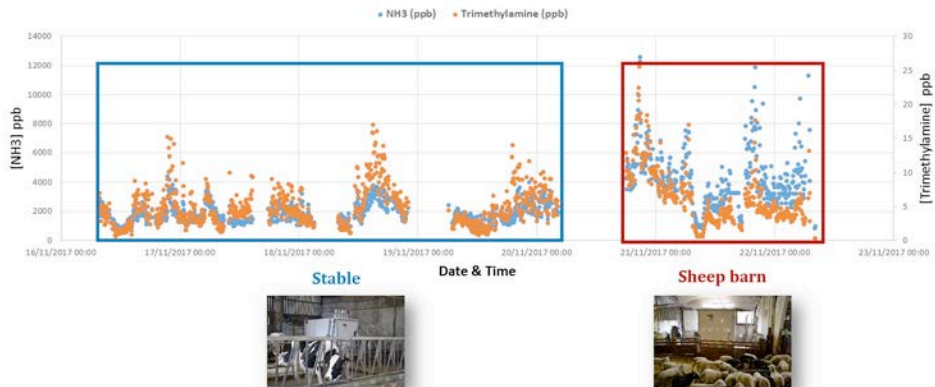 NH3 (ppb) Trimethylamine (ppb)
14000
12000
10000
8000
6000
4000
2000
0
[NH3] ppb
30
25
20
15
10
5
0
[Trimethylamine] ppb
16/11/2017 00:00 17/11/2017 00:00 18/11/2017 00:00 19/11/2017 00:00 20/11/2017 00:00 21/11/2017 00:00 22/11/2017 00:00 23/11/2017 00:00
Date & Time
Stable Sheep barn